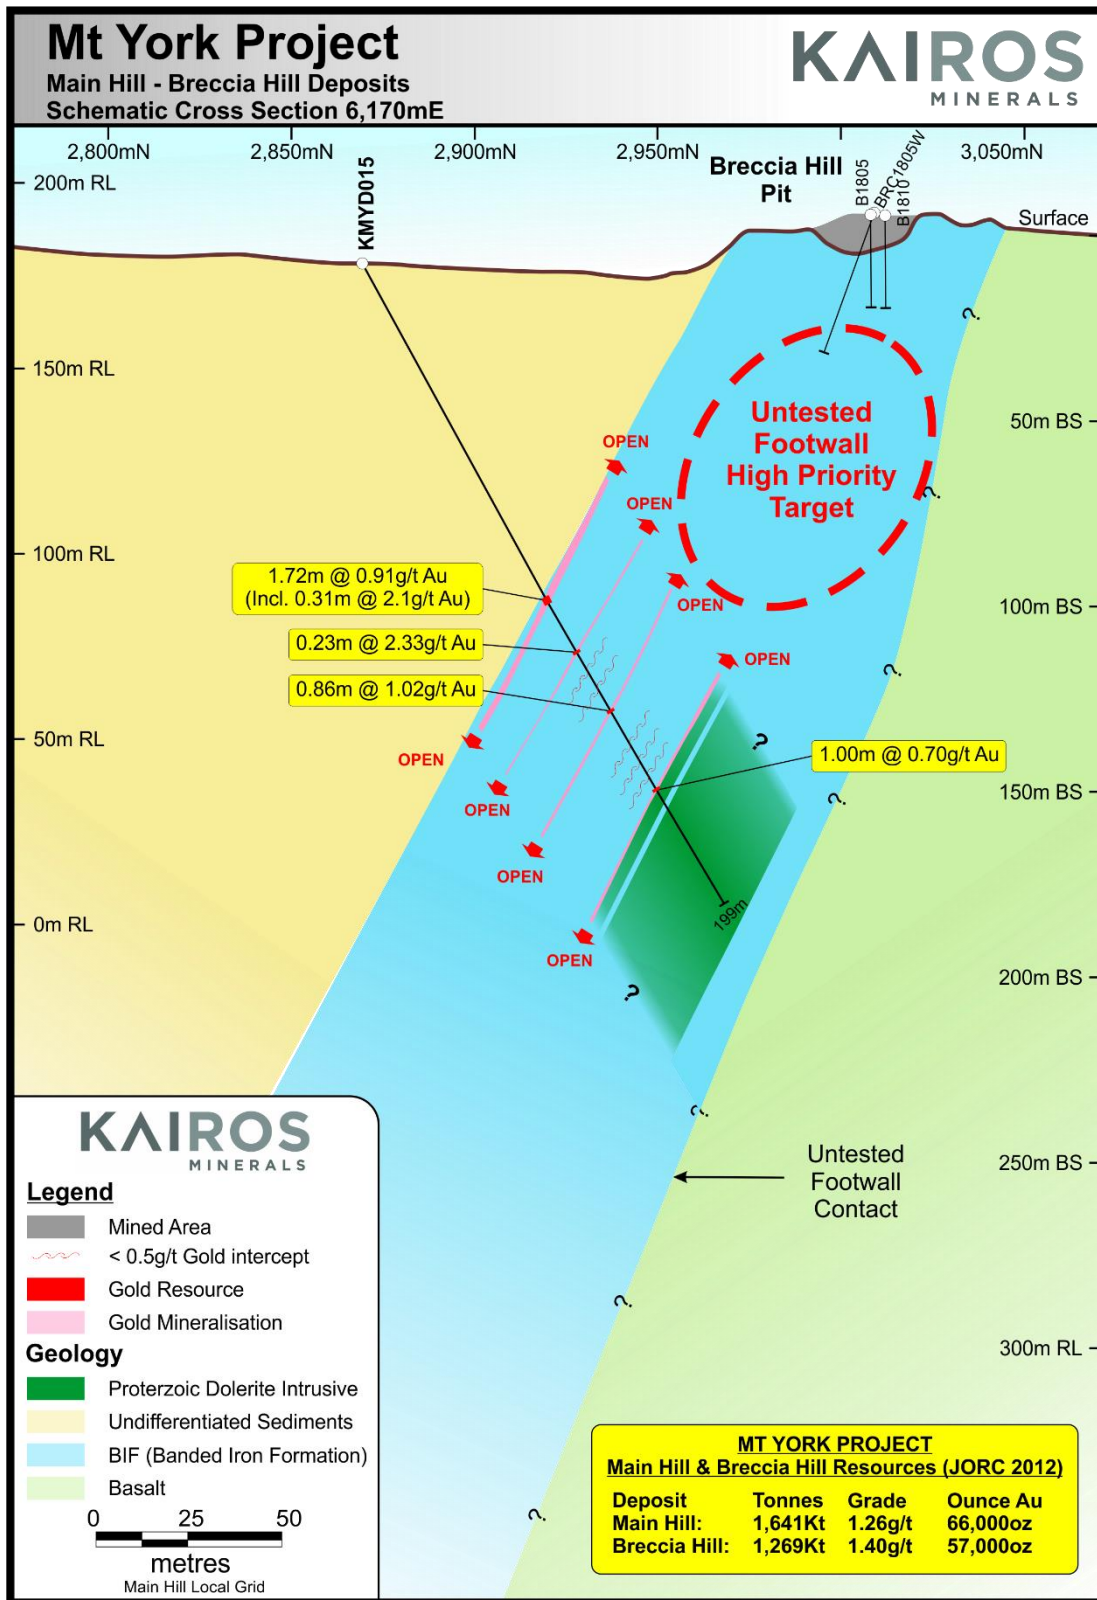 Mt York Project
Main Hill - Breccia Hill Deposits
Schematic Cross Section 6,170mE
KAIROS
MINERALS
2,800mN
2,850mN
2,900mN
2,950mN
3,050mN
200m RL
150m RL
100m RL
50m RL
0m RL
KMYD015
Breccia Hill
Pit
B1805
BRC1805W
B1810
Surface
50m BS
100m BS
150m BS
200m BS
250m BS
300m RL
Untested
Footwall
High Priority
Target
OPEN
OPEN
OPEN
OPEN
1.72m @ 0.91g/t Au
(Incl. 0.31m @ 2.1g/t Au)
0.23m @ 2.33g/t Au
0.86m @ 1.02g/t Au
1.00m @ 0.70g/t Au
OPEN
OPEN
OPEN
OPEN
199m
?
?
?
?
?
?
?
?
?
Untested
Footwall
Contact
KAIROS
MINERALS
Legend
Mined Area
< 0.5g/t Gold intercept
Gold Resource
Gold Mineralisation
Geology
Proterzoic Dolerite Intrusive
Undifferentiated Sediments
BIF (Banded Iron Formation)
Basalt
0 25 50
metres
Main Hill Local Grid
MT YORK PROJECT
Main Hill & Breccia Hill Resources (JORC 2012)
Deposit Tonnes Grade Ounce Au
Main Hill: 1,641Kt 1.26g/t 66,000oz
Breccia Hill: 1,269Kt 1.40g/t 57,000oz